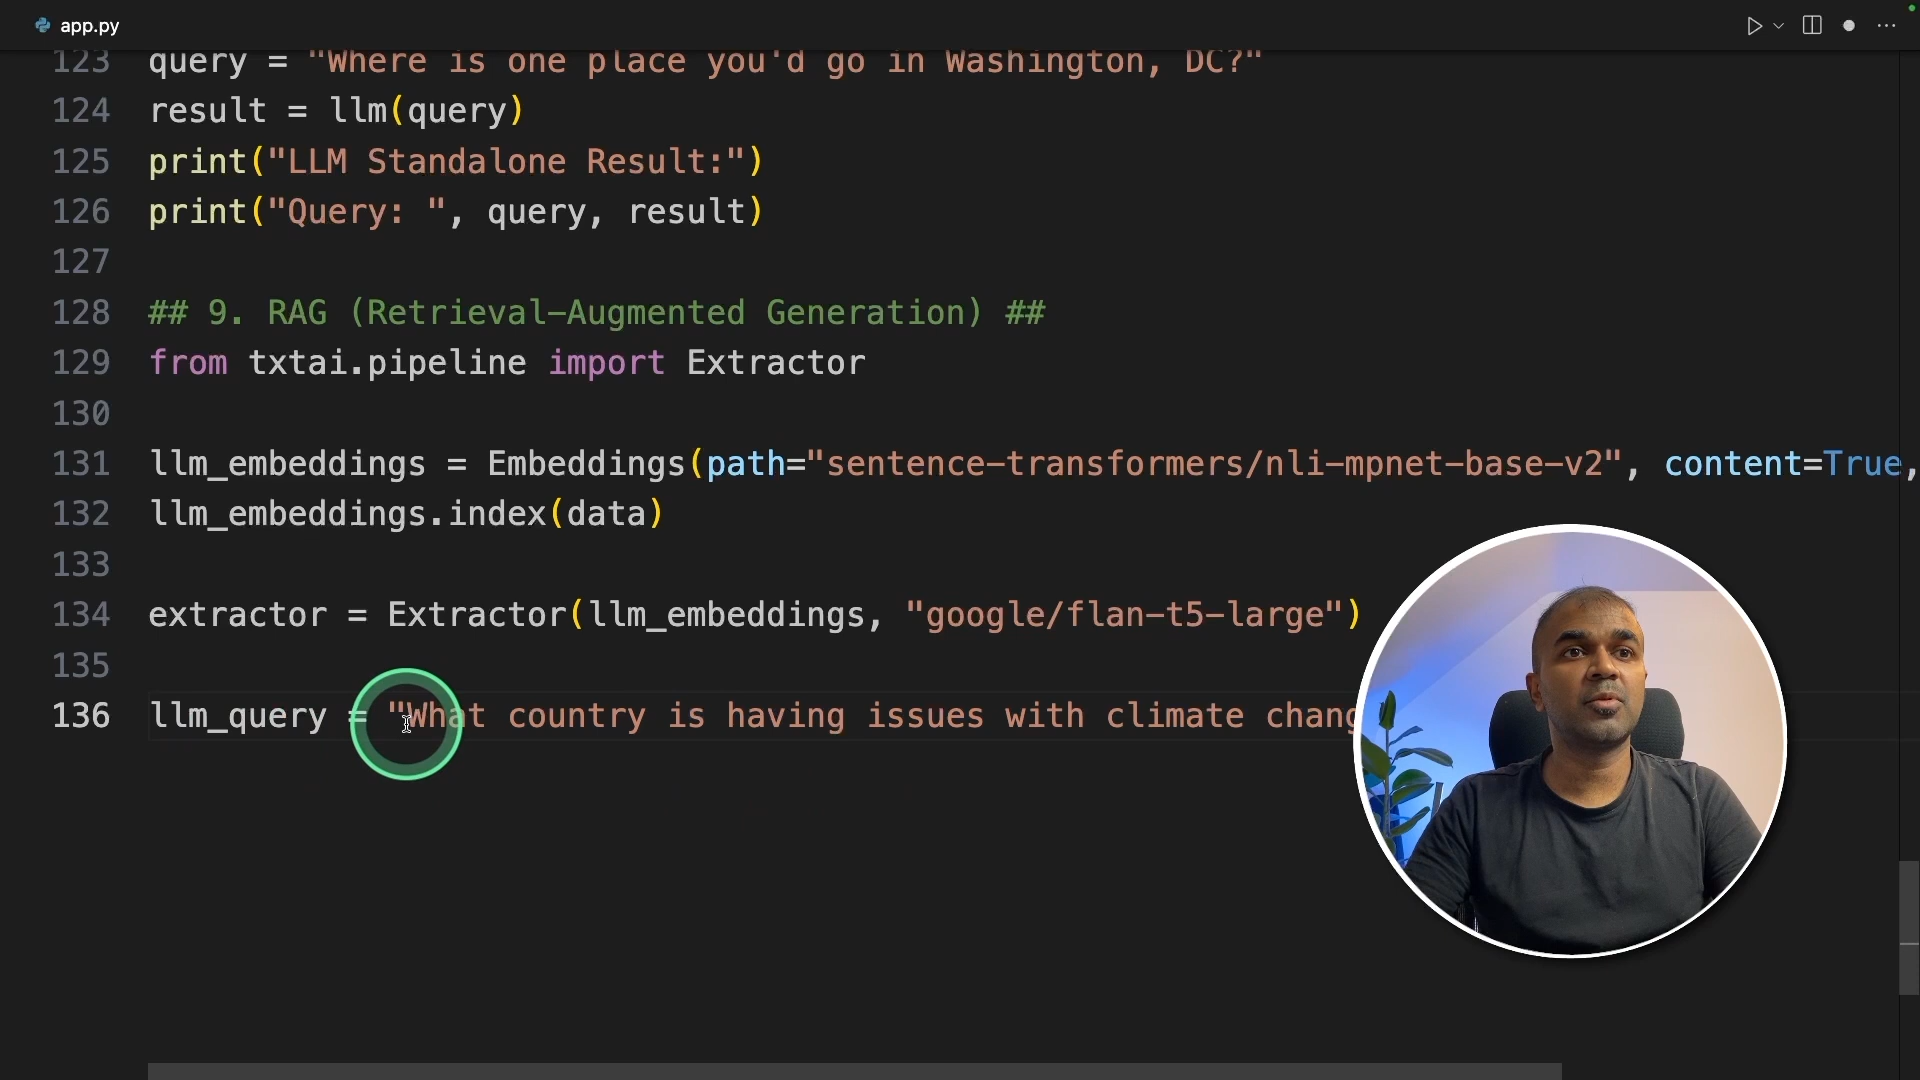 app.py
123 query = "Where is one place you'd go in Washington, DC?"
124 result = llm(query)
125 print("LLM Standalone Result:")
126 print("Query: ", query, result)
127
128 ## 9. RAG (Retrieval-Augmented Generation) ##
129 from txtai.pipeline import Extractor
130
131 llm_embeddings = Embeddings(path="sentence-transformers/nli-mpnet-base-v2", content=True,
132 llm_embeddings.index(data)
133
134 extractor = Extractor(llm_embeddings, "google/flan-t5-large")
135
136 llm_query = "What country is having issues with climate chang